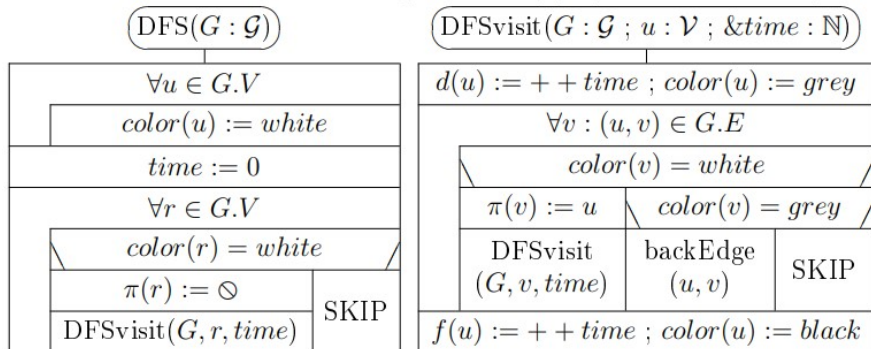 DFS(G : 𝒢)
∀u ∈ G.V
color(u) := white
time := 0
∀r ∈ G.V
color(r) = white
π(r) := ⦸
SKIP
DFSvisit(G, r, time)
DFSvisit(G : 𝒢 ; u : 𝒱 ; &time : ℕ)
d(u) := + + time ; color(u) := grey
∀v : (u, v) ∈ G.E
color(v) = white
π(v) := u
color(v) = grey
DFSvisit
(G, v, time)
backEdge
(u, v)
SKIP
f(u) := + + time ; color(u) := black